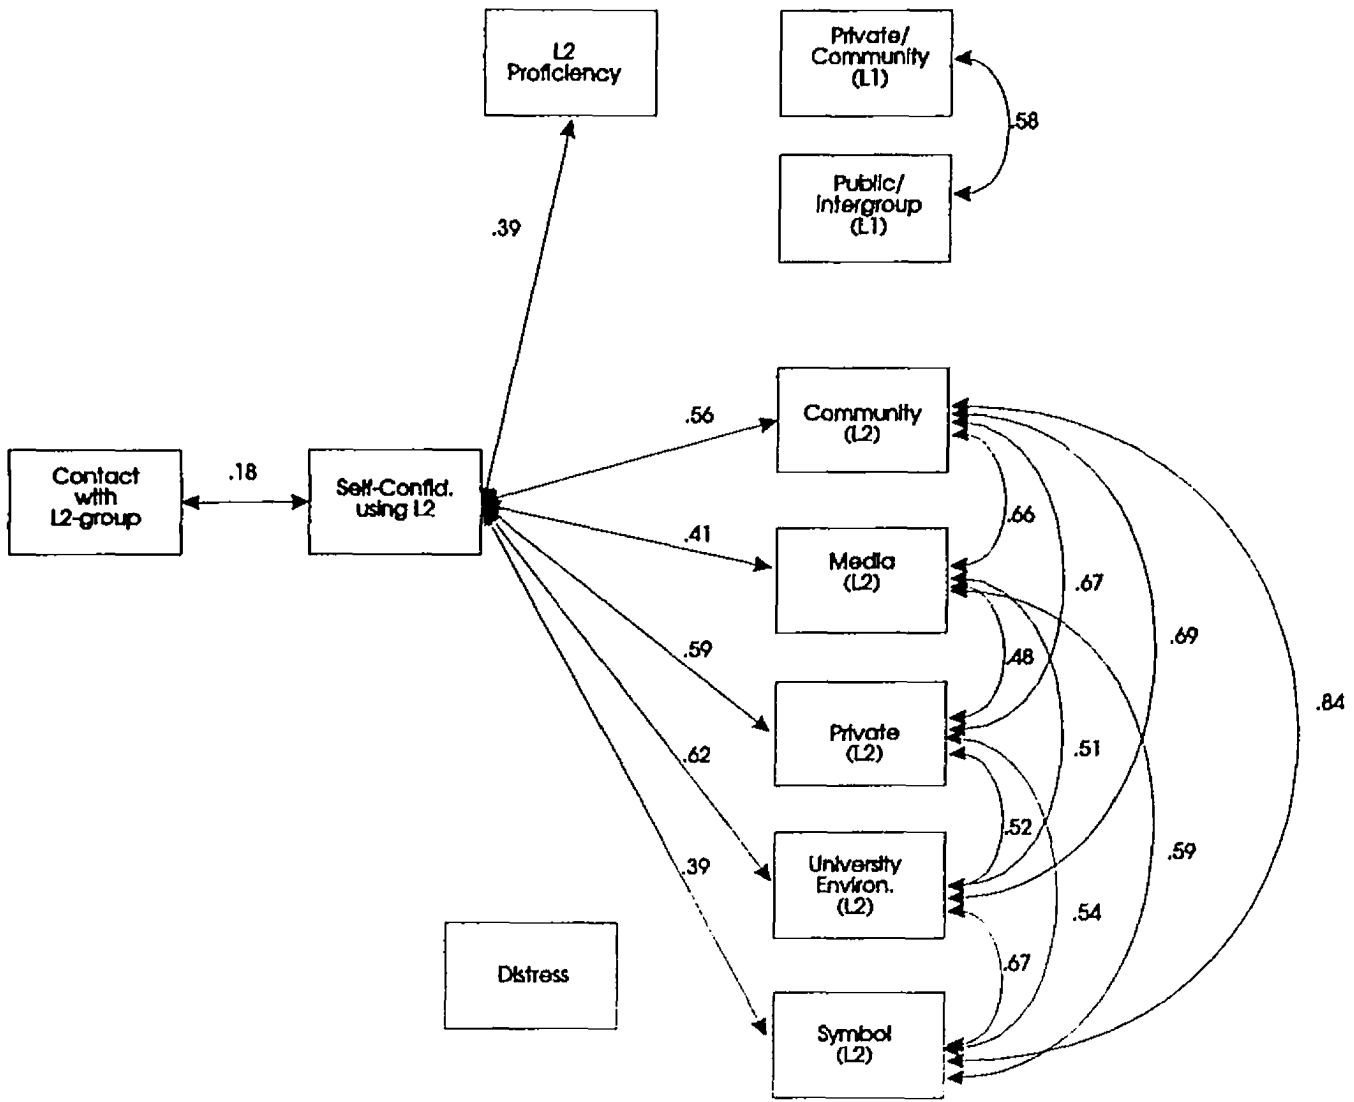 L2
Proficiency
Private/
Community
(L1)
.58
Public/
Intergroup
(L1)
.39
Community
(L2)
.56
Contact
with
L2-group
.18
Self-Confid.
using L2
.66
.41
Media
(L2)
.67
.69
.59
.48
.84
Private
(L2)
.62
.51
.52
University
Environ.
(L2)
.39
.59
.54
Distress
.67
Symbol
(L2)